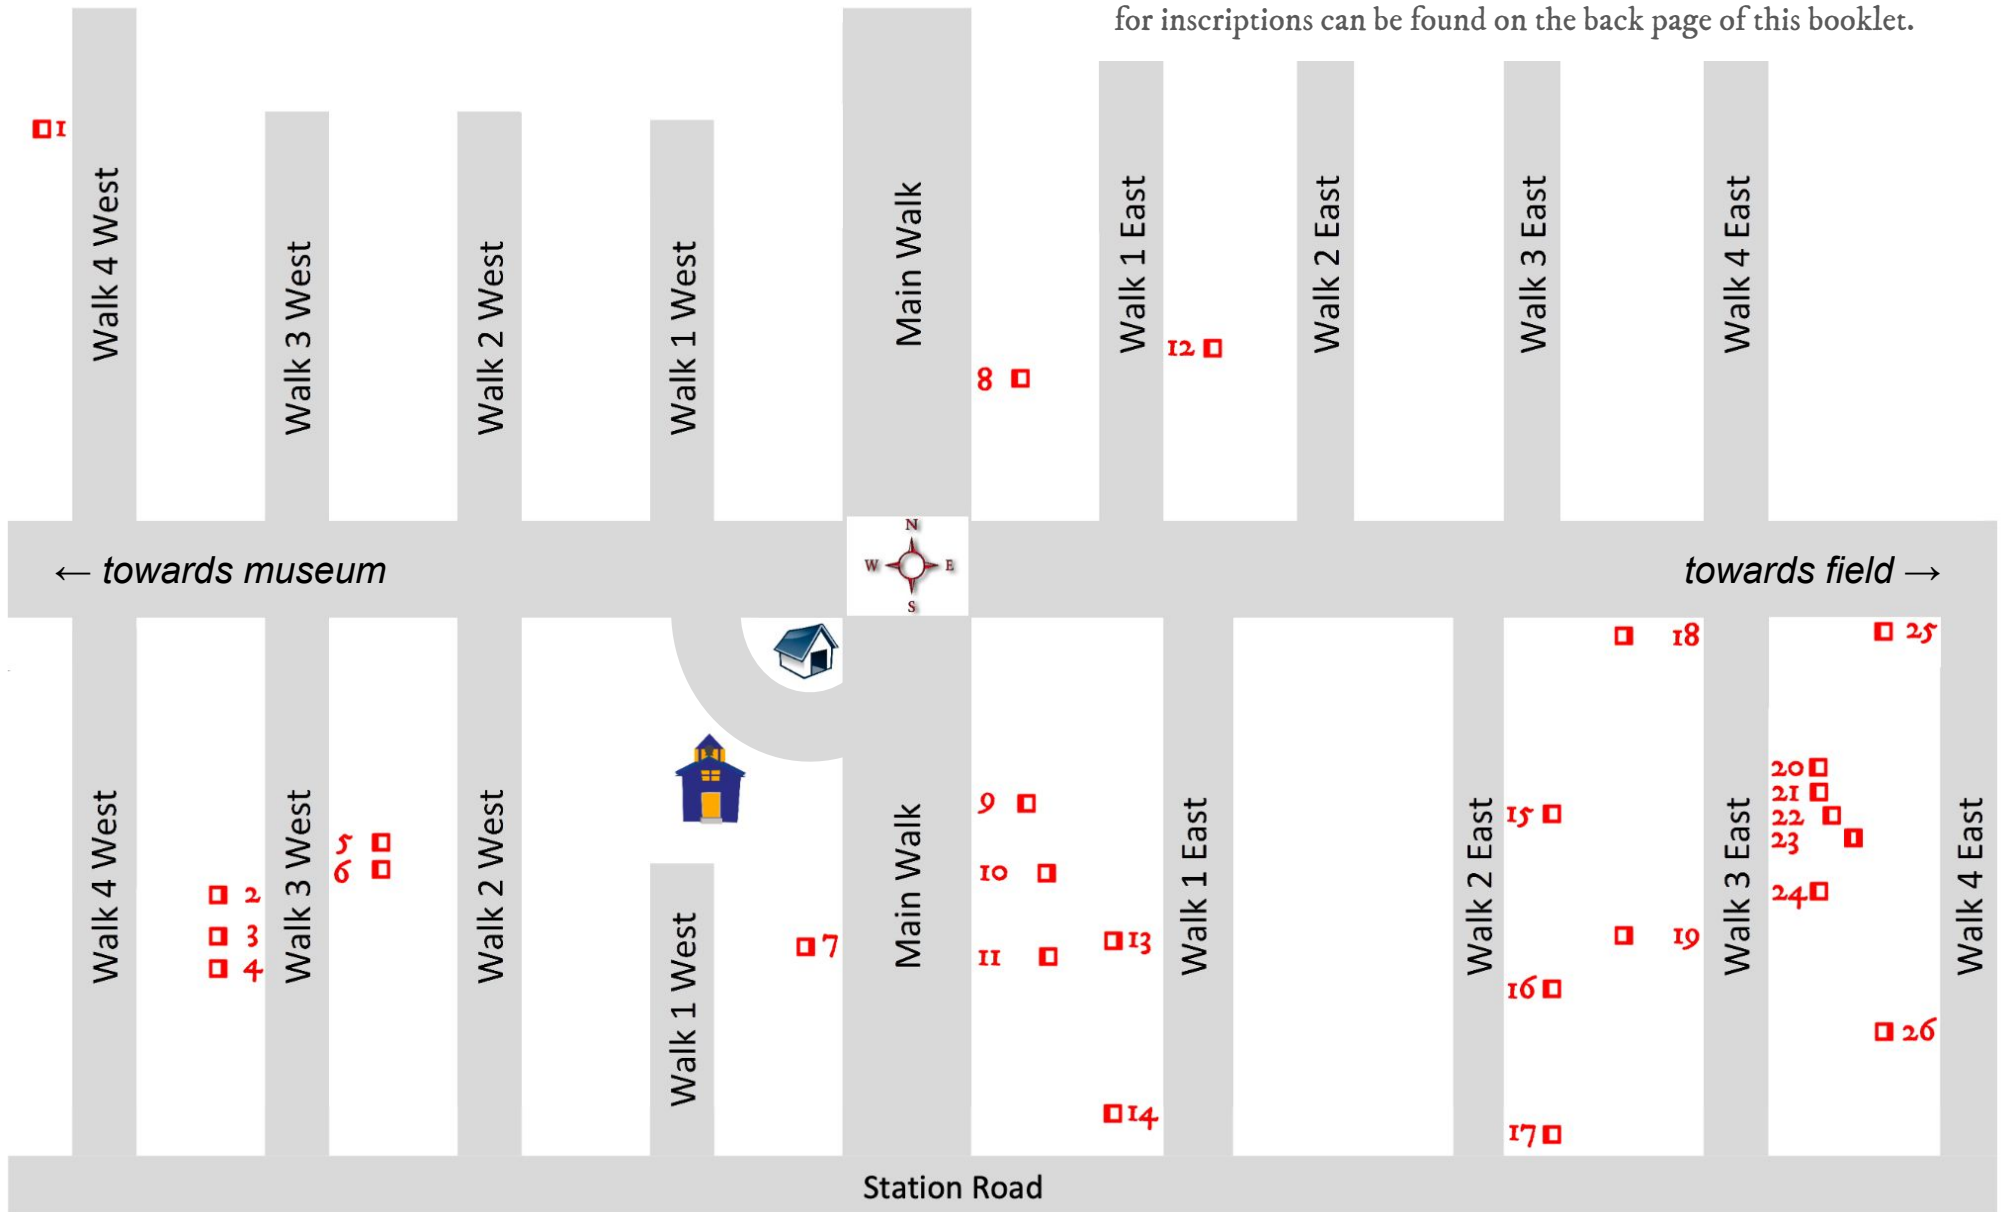 for inscriptions can be found on the back page of this booklet.
1
Walk 4 West
Walk 3 West
Walk 2 West
Walk 1 West
Main Walk
Walk 1 East
Walk 2 East
Walk 3 East
Walk 4 East
12
8
← towards museum
N
W
E
S
towards field →
18
25
20
21
22
23
24
9
15
5
6
10
2
3
4
7
11
13
19
16
26
14
17
Walk 4 West
Walk 3 West
Walk 2 West
Walk 1 West
Main Walk
Walk 1 East
Walk 2 East
Walk 3 East
Walk 4 East
Station Road